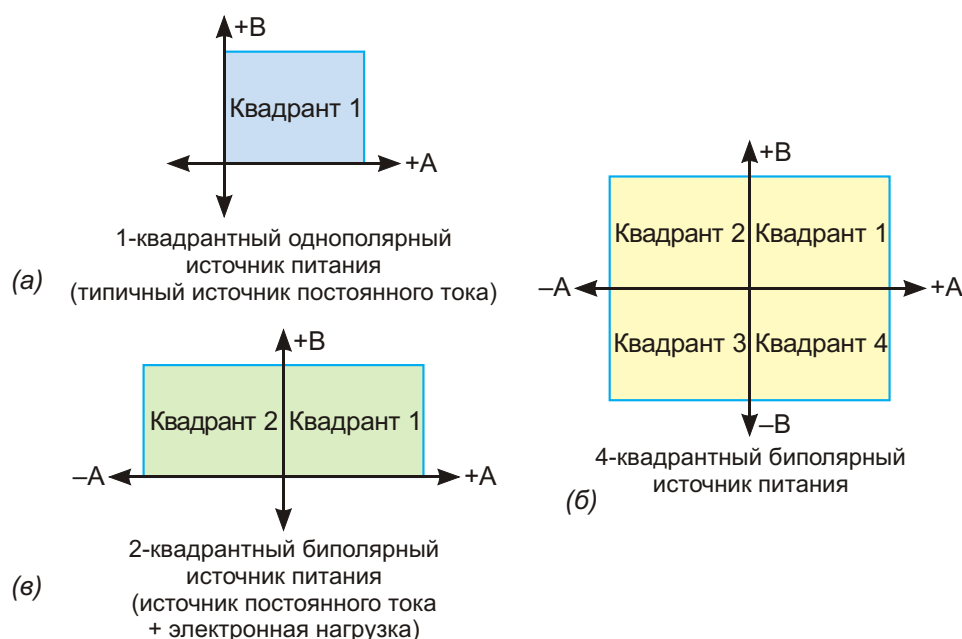 +В
Квадрант 1
+А
1-квадрантный однополярный
источник питания
(типичный источник постоянного тока)
(а)
+В
Квадрант 2 Квадрант 1
–А +А
Квадрант 3 Квадрант 4
–В
4-квадрантный биполярный
источник питания
(б)
+В
Квадрант 2 Квадрант 1
–А +А
2-квадрантный биполярный
источник питания
(источник постоянного тока
+ электронная нагрузка)
(в)